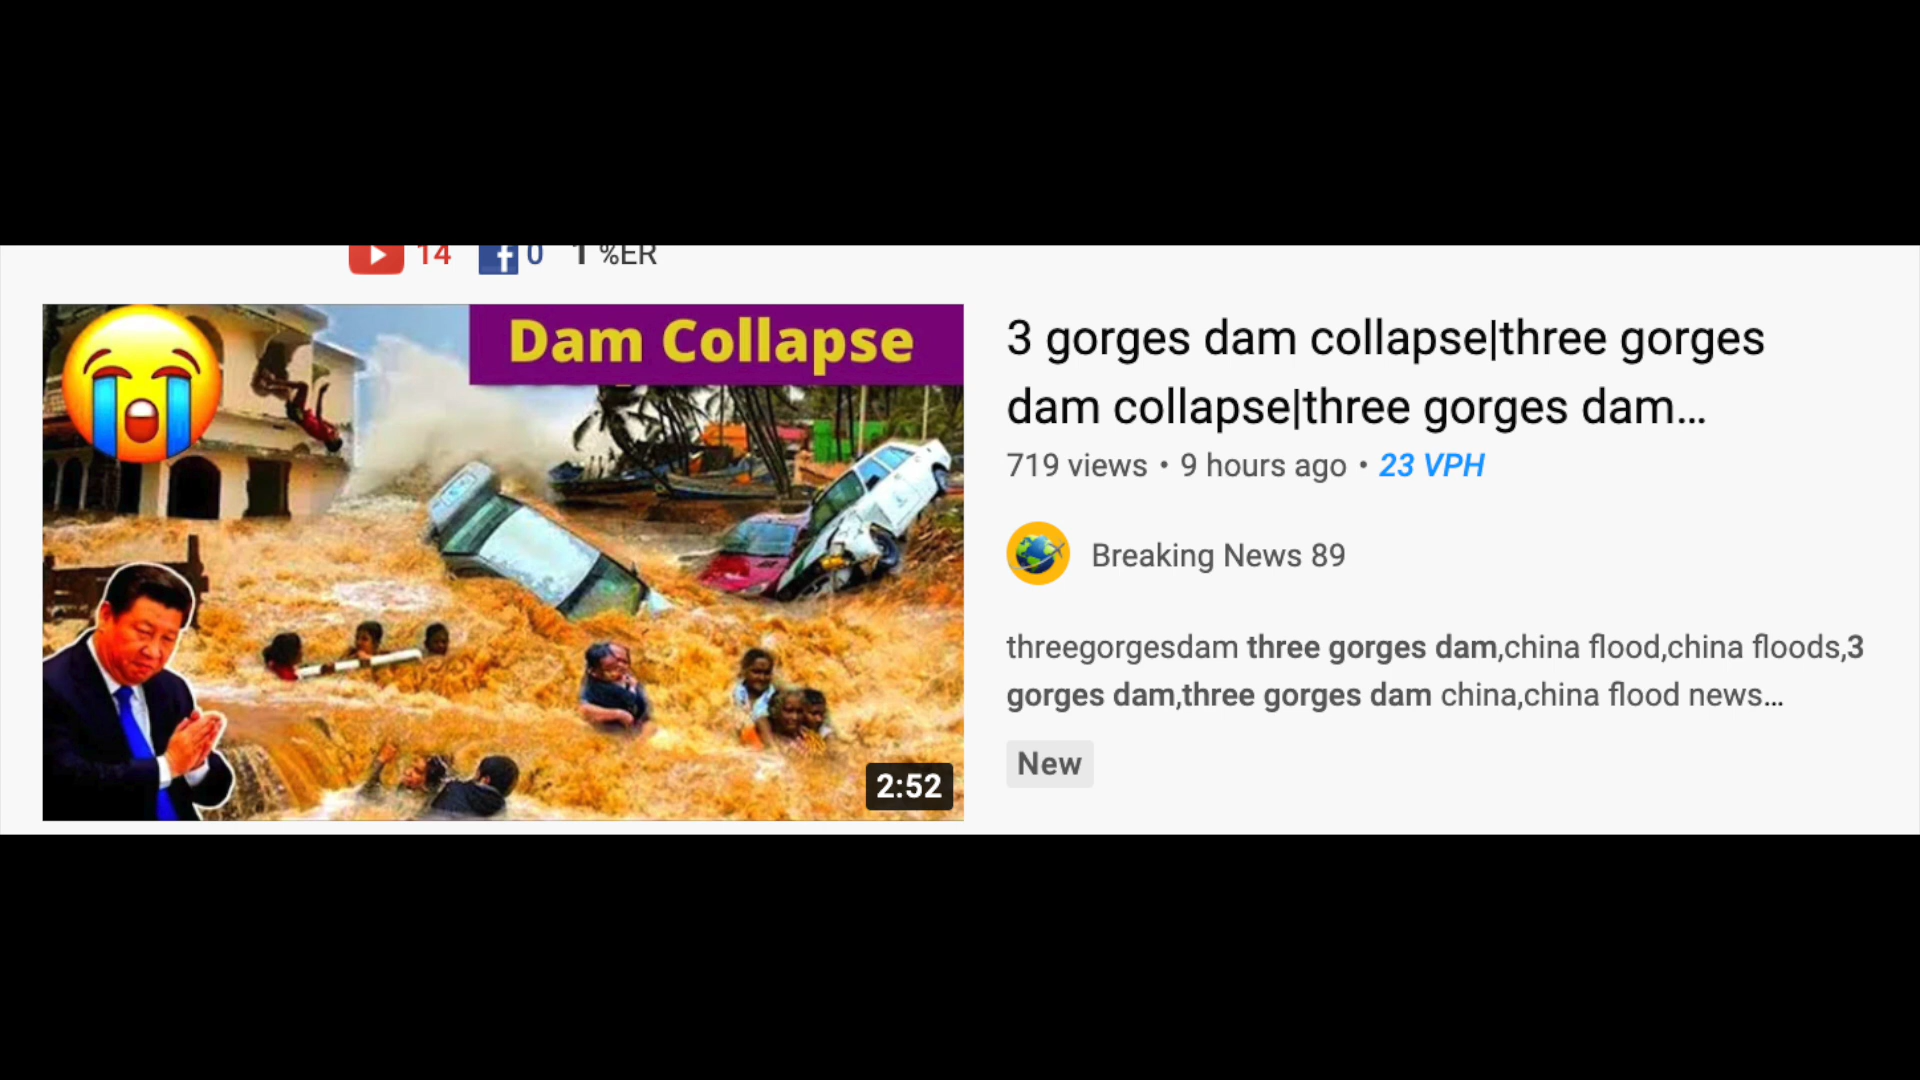 14 f 0 1 %ER
Dam Collapse
2:52
3 gorges dam collapse|three gorges
dam collapse|three gorges dam...
719 views • 9 hours ago • 23 VPH
Breaking News 89
threegorgesdam three gorges dam,china flood,china floods,3
gorges dam,three gorges dam china,china flood news...
New